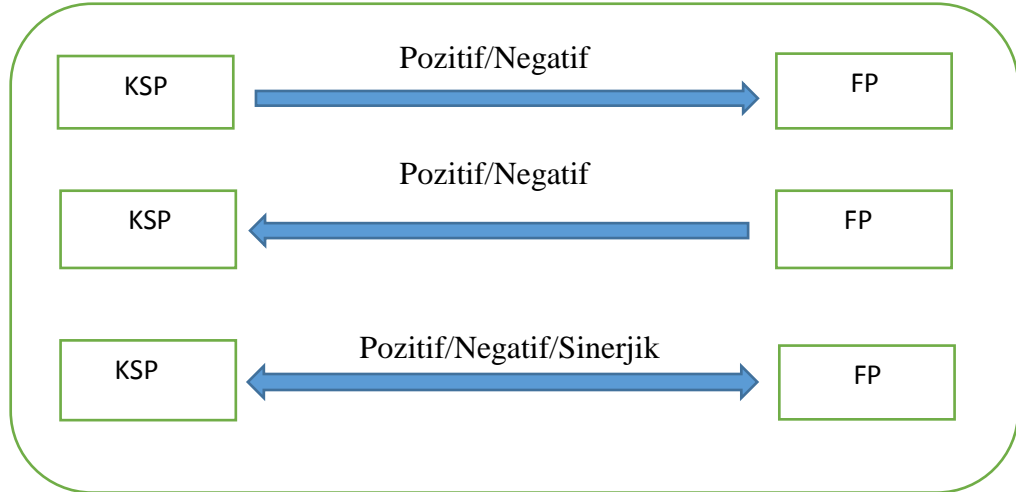 Pozitif/Negatif
KSP
FP
Pozitif/Negatif
KSP
FP
Pozitif/Negatif/Sinerjik
KSP
FP